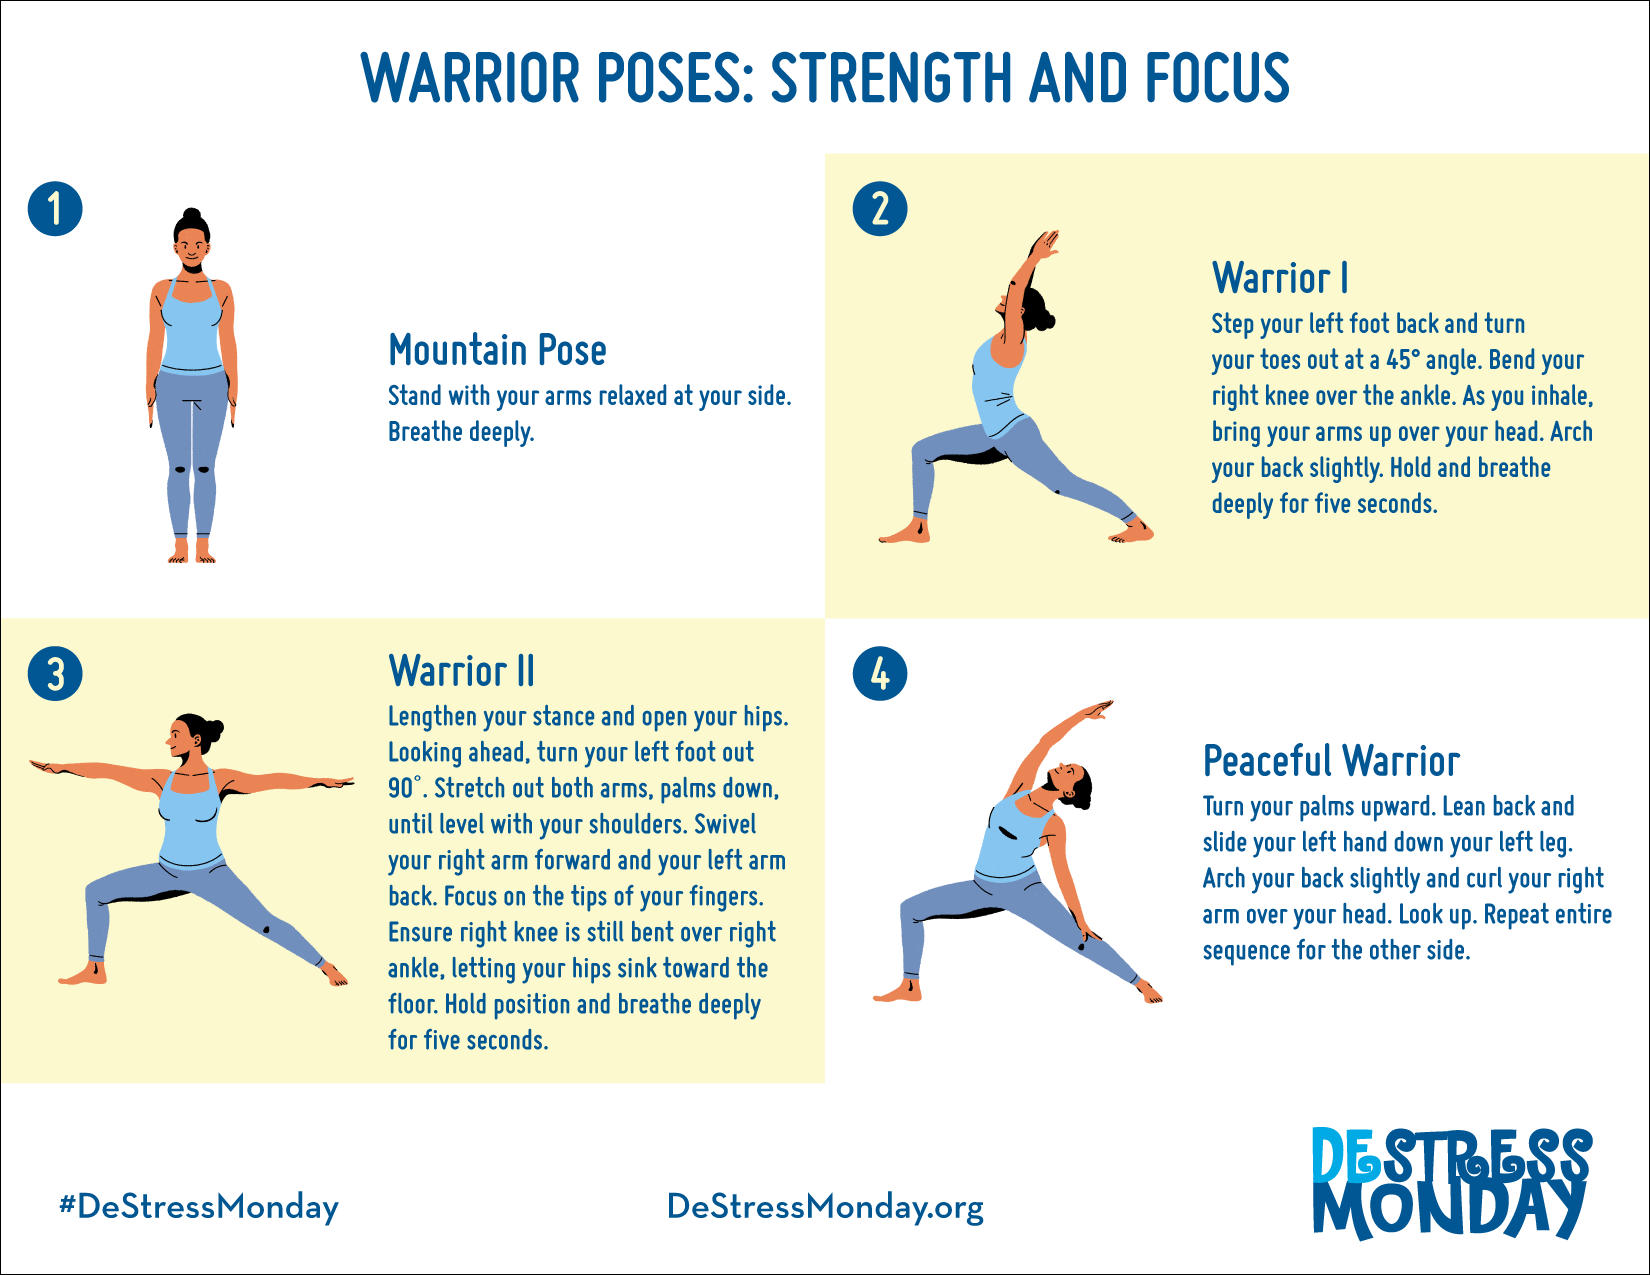 WARRIOR POSES: STRENGTH AND FOCUS
1
Mountain Pose
Stand with your arms relaxed at your side.
Breathe deeply.
2
Warrior I
Step your left foot back and turn
your toes out at a 45° angle. Bend your
right knee over the ankle. As you inhale,
bring your arms up over your head. Arch
your back slightly. Hold and breathe
deeply for five seconds.
3
Warrior II
Lengthen your stance and open your hips.
Looking ahead, turn your left foot out
90°. Stretch out both arms, palms down,
until level with your shoulders. Swivel
your right arm forward and your left arm
back. Focus on the tips of your fingers.
Ensure right knee is still bent over right
ankle, letting your hips sink toward the
floor. Hold position and breathe deeply
for five seconds.
4
Peaceful Warrior
Turn your palms upward. Lean back and
slide your left hand down your left leg.
Arch your back slightly and curl your right
arm over your head. Look up. Repeat entire
sequence for the other side.
#DeStressMonday
DeStressMonday.org
DESTRESS
MONDAY